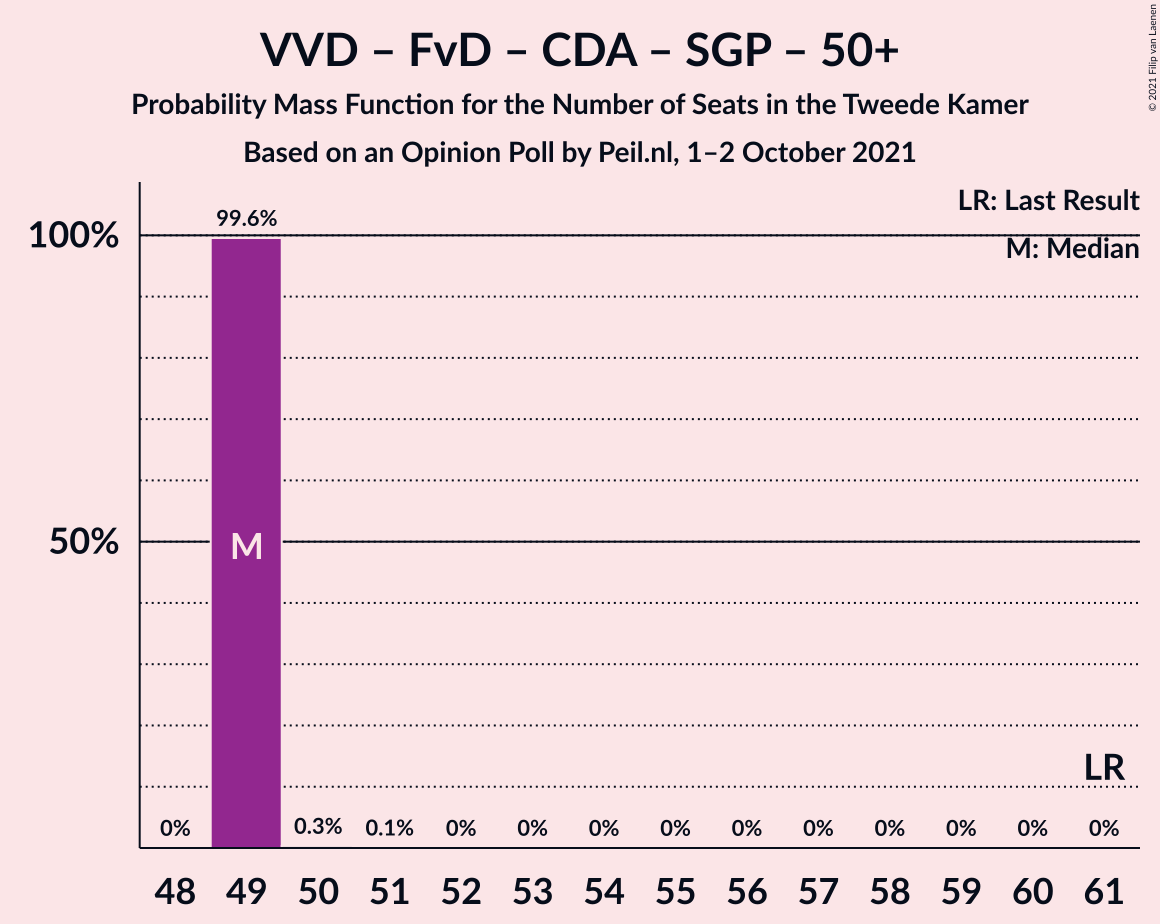 VVD – FvD – CDA – SGP – 50+
Probability Mass Function for the Number of Seats in the Tweede Kamer
Based on an Opinion Poll by Peil.nl, 1–2 October 2021
© 2021 Filip van Laenen
LR: Last Result
M: Median
99.6%
100%
50%
M
LR
0% 0.3% 0.1% 0% 0% 0% 0% 0% 0% 0% 0% 0% 0%
48 49 50 51 52 53 54 55 56 57 58 59 60 61